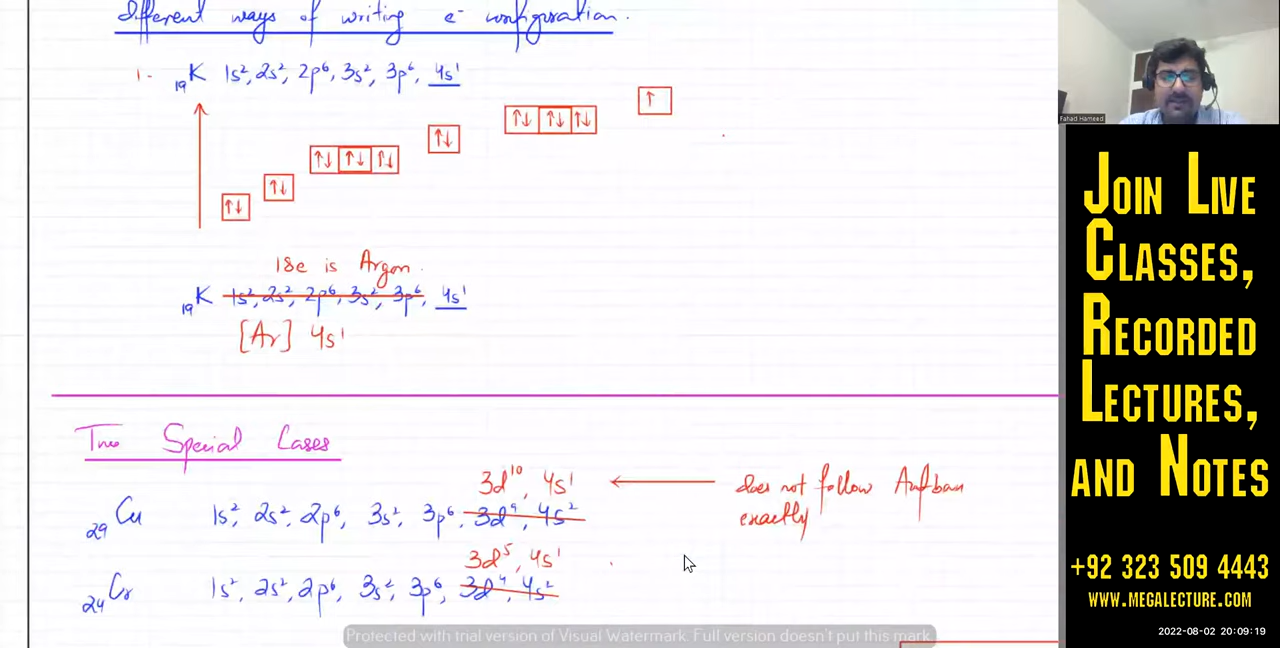 different ways of writing e⁻ configuration.
1. ₁₉K 1s², 2s², 2p⁶, 3s², 3p⁶, 4s¹
↑
↑↓ ↑↓ ↑↓ ↑↓ ↑↓ ↑↓ ↑↓ ↑↓ ↑↓ ↑
18e is Argon.
₁₉K 1s², 2s², 2p⁶, 3s², 3p⁶, 4s¹
[Ar] 4s¹
Two Special Cases
3d¹⁰, 4s¹ ← does not follow Aufbau
exactly
₂₉Cu 1s², 2s², 2p⁶, 3s², 3p⁶, 3d⁹, 4s²
3d⁵, 4s¹
₂₄Cr 1s², 2s², 2p⁶, 3s², 3p⁶, 3d⁴, 4s²
Protected with trial version of Visual Watermark. Full version doesn't put this mark.
Fahad Hameed
JOIN LIVE
CLASSES,
RECORDED
LECTURES,
AND NOTES
+92 323 509 4443
WWW.MEGALECTURE.COM
2022-08-02 20:09:19